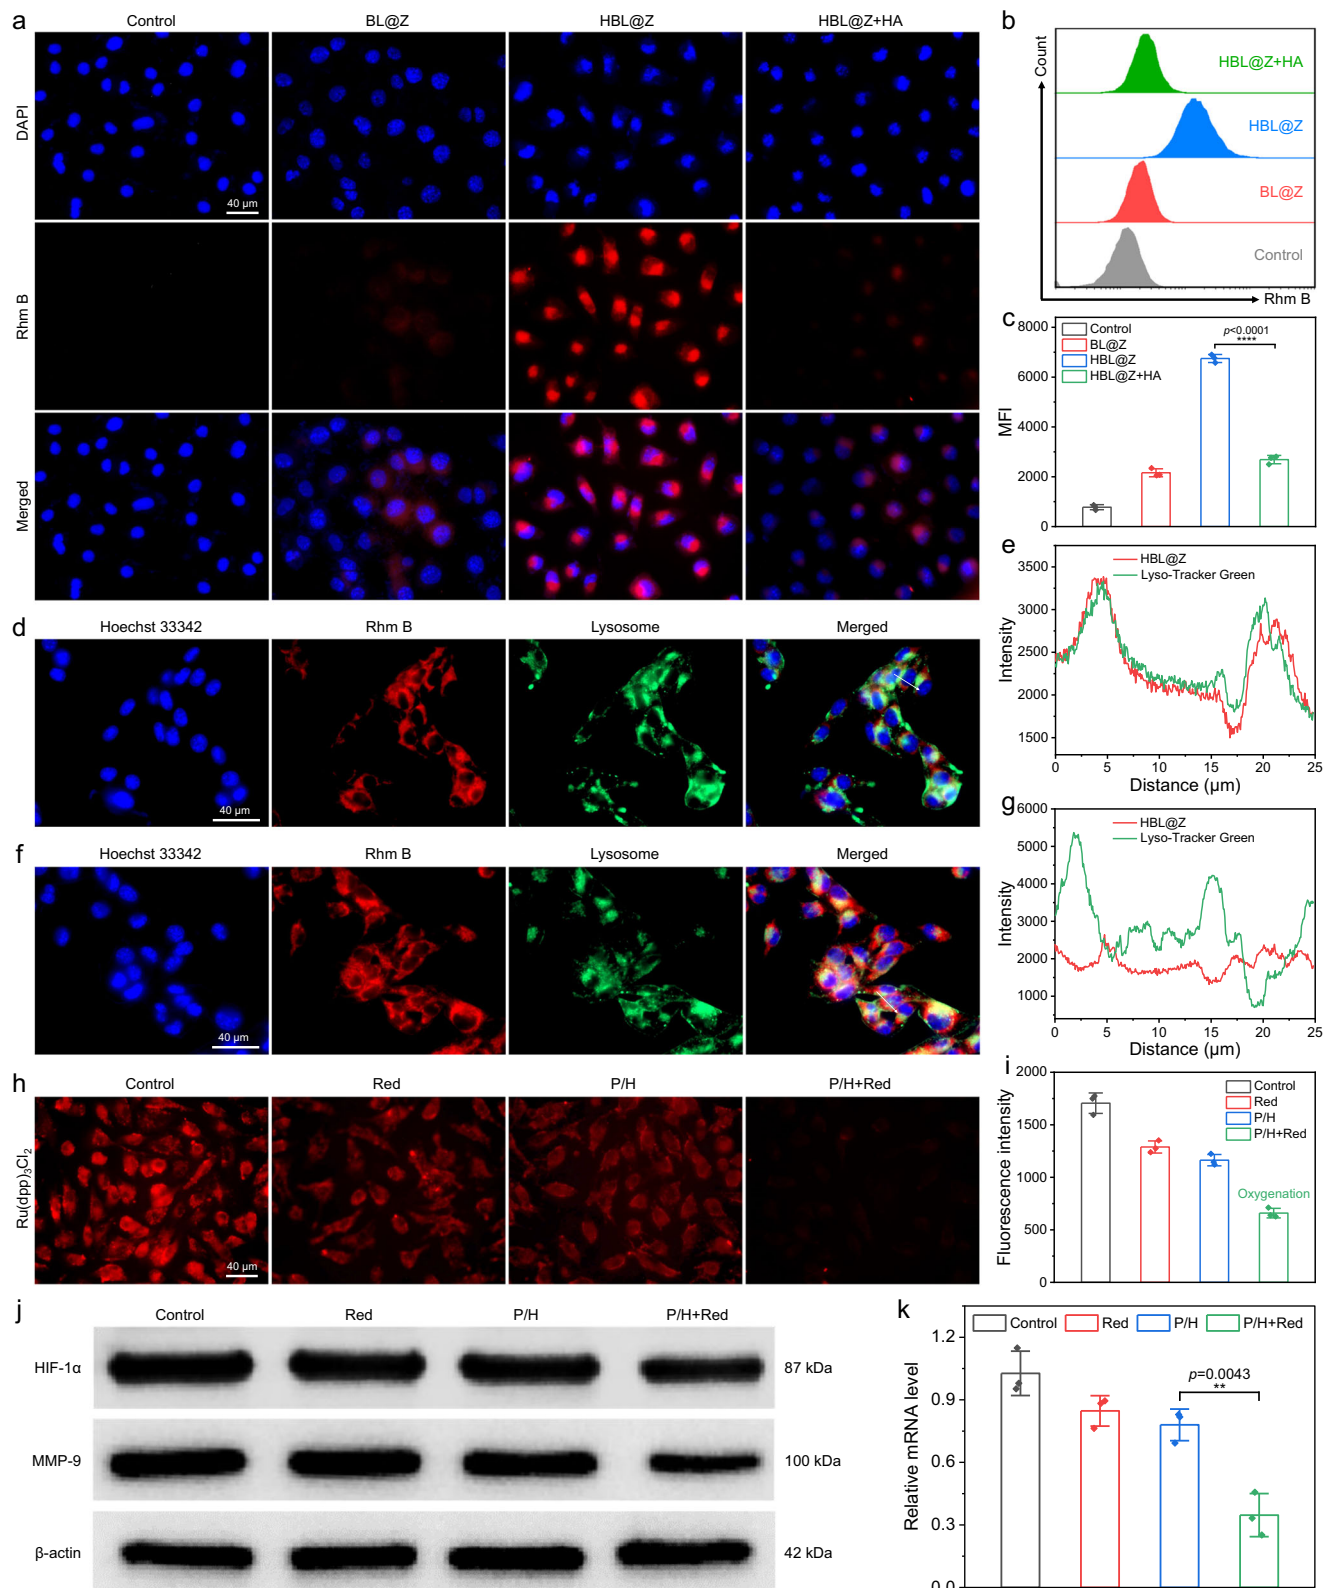 a
Control
BL@Z
HBL@Z
HBL@Z+HA
DAPI
40 µm
Rhm B
Merged
b
Count
HBL@Z+HA
HBL@Z
BL@Z
Control
Rhm B
c
8000
6000
4000
2000
0
MFI
Control
BL@Z
HBL@Z
HBL@Z+HA
p<0.0001
****
d
Hoechst 33342
Rhm B
Lysosome
Merged
40 µm
e
HBL@Z
Lyso-Tracker Green
3500
3000
2500
2000
1500
Intensity
0 5 10 15 20 25
Distance (µm)
f
Hoechst 33342
Rhm B
Lysosome
Merged
40 µm
g
HBL@Z
Lyso-Tracker Green
6000
5000
4000
3000
2000
1000
Intensity
0 5 10 15 20 25
Distance (µm)
h
Control
Red
P/H
P/H+Red
Ru(dpp)₃Cl₂
40 µm
i
2000
1500
1000
500
0
Fluorescence intensity
Control
Red
P/H
P/H+Red
Oxygenation
j
Control
Red
P/H
P/H+Red
HIF-1α
87 kDa
MMP-9
100 kDa
β-actin
42 kDa
k
Control
Red
P/H
P/H+Red
1.2
0.9
0.6
0.3
0.0
Relative mRNA level
p=0.0043
**